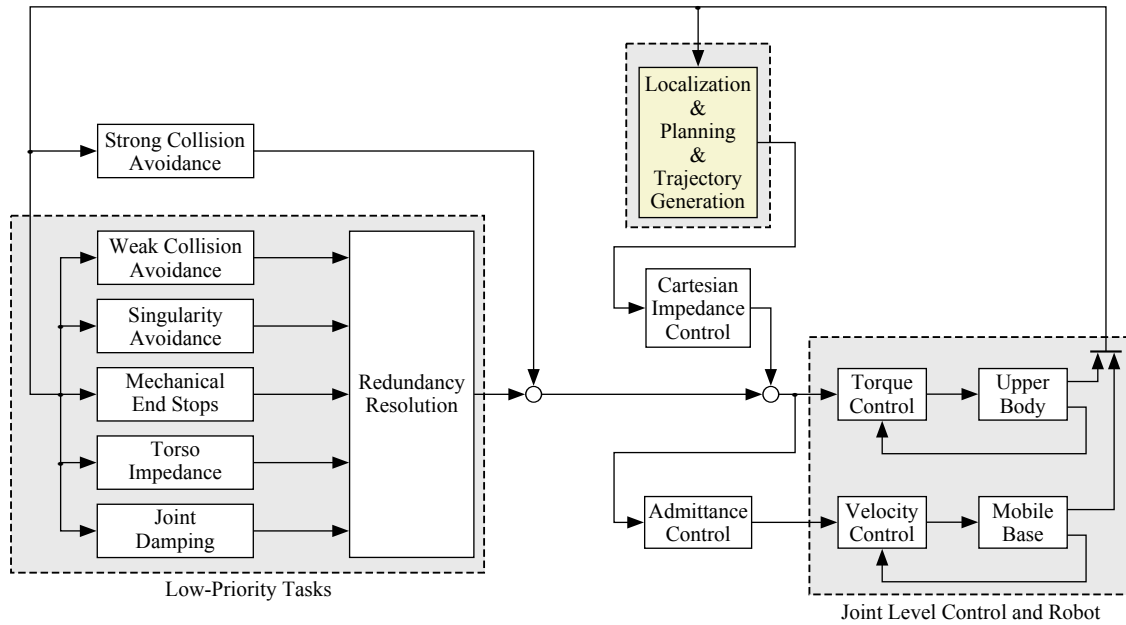 Localization
&
Planning
&
Trajectory
Generation
Strong Collision
Avoidance
Weak Collision
Avoidance
Singularity
Avoidance
Mechanical
End Stops
Torso
Impedance
Joint
Damping
Redundancy
Resolution
Low-Priority Tasks
Cartesian
Impedance
Control
Admittance
Control
Torque
Control
Upper
Body
Velocity
Control
Mobile
Base
Joint Level Control and Robot